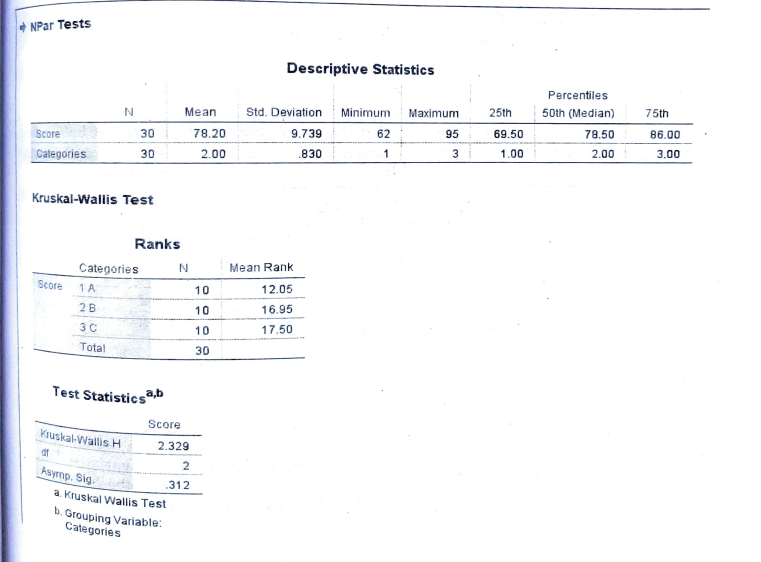 NPar Tests
Descriptive Statistics
Percentiles
N Mean Std. Deviation Minimum Maximum 25th 50th (Median) 75th
Score 30 78.20 9.739 62 95 69.50 78.50 86.00
Categories 30 2.00 .830 1 3 1.00 2.00 3.00
Kruskal-Wallis Test
Ranks
Categories N Mean Rank
Score 1 A 10 12.05
2 B 10 16.95
3 C 10 17.50
Total 30
Test Statistics a,b
Score
Kruskal-Wallis H 2.329
df 2
Asymp. Sig. .312
a. Kruskal Wallis Test
b. Grouping Variable:
Categories